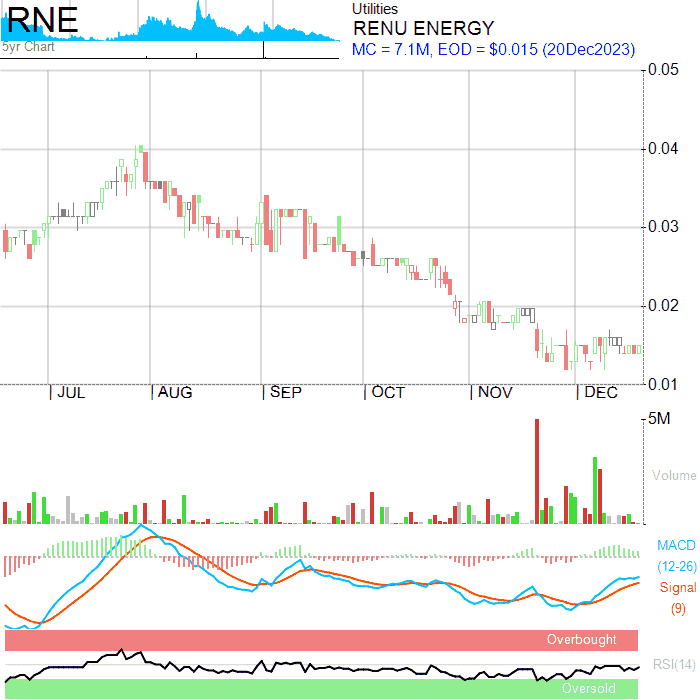 RNE
5yr Chart
Utilities
RENU ENERGY
MC = 7.1M, EOD = $0.015 (20Dec2023)
0.05
0.04
0.03
0.02
0.01
JUL AUG SEP OCT NOV DEC
5M
Volume
MACD
(12-26)
Signal
(9)
Overbought
RSI(14)
Oversold